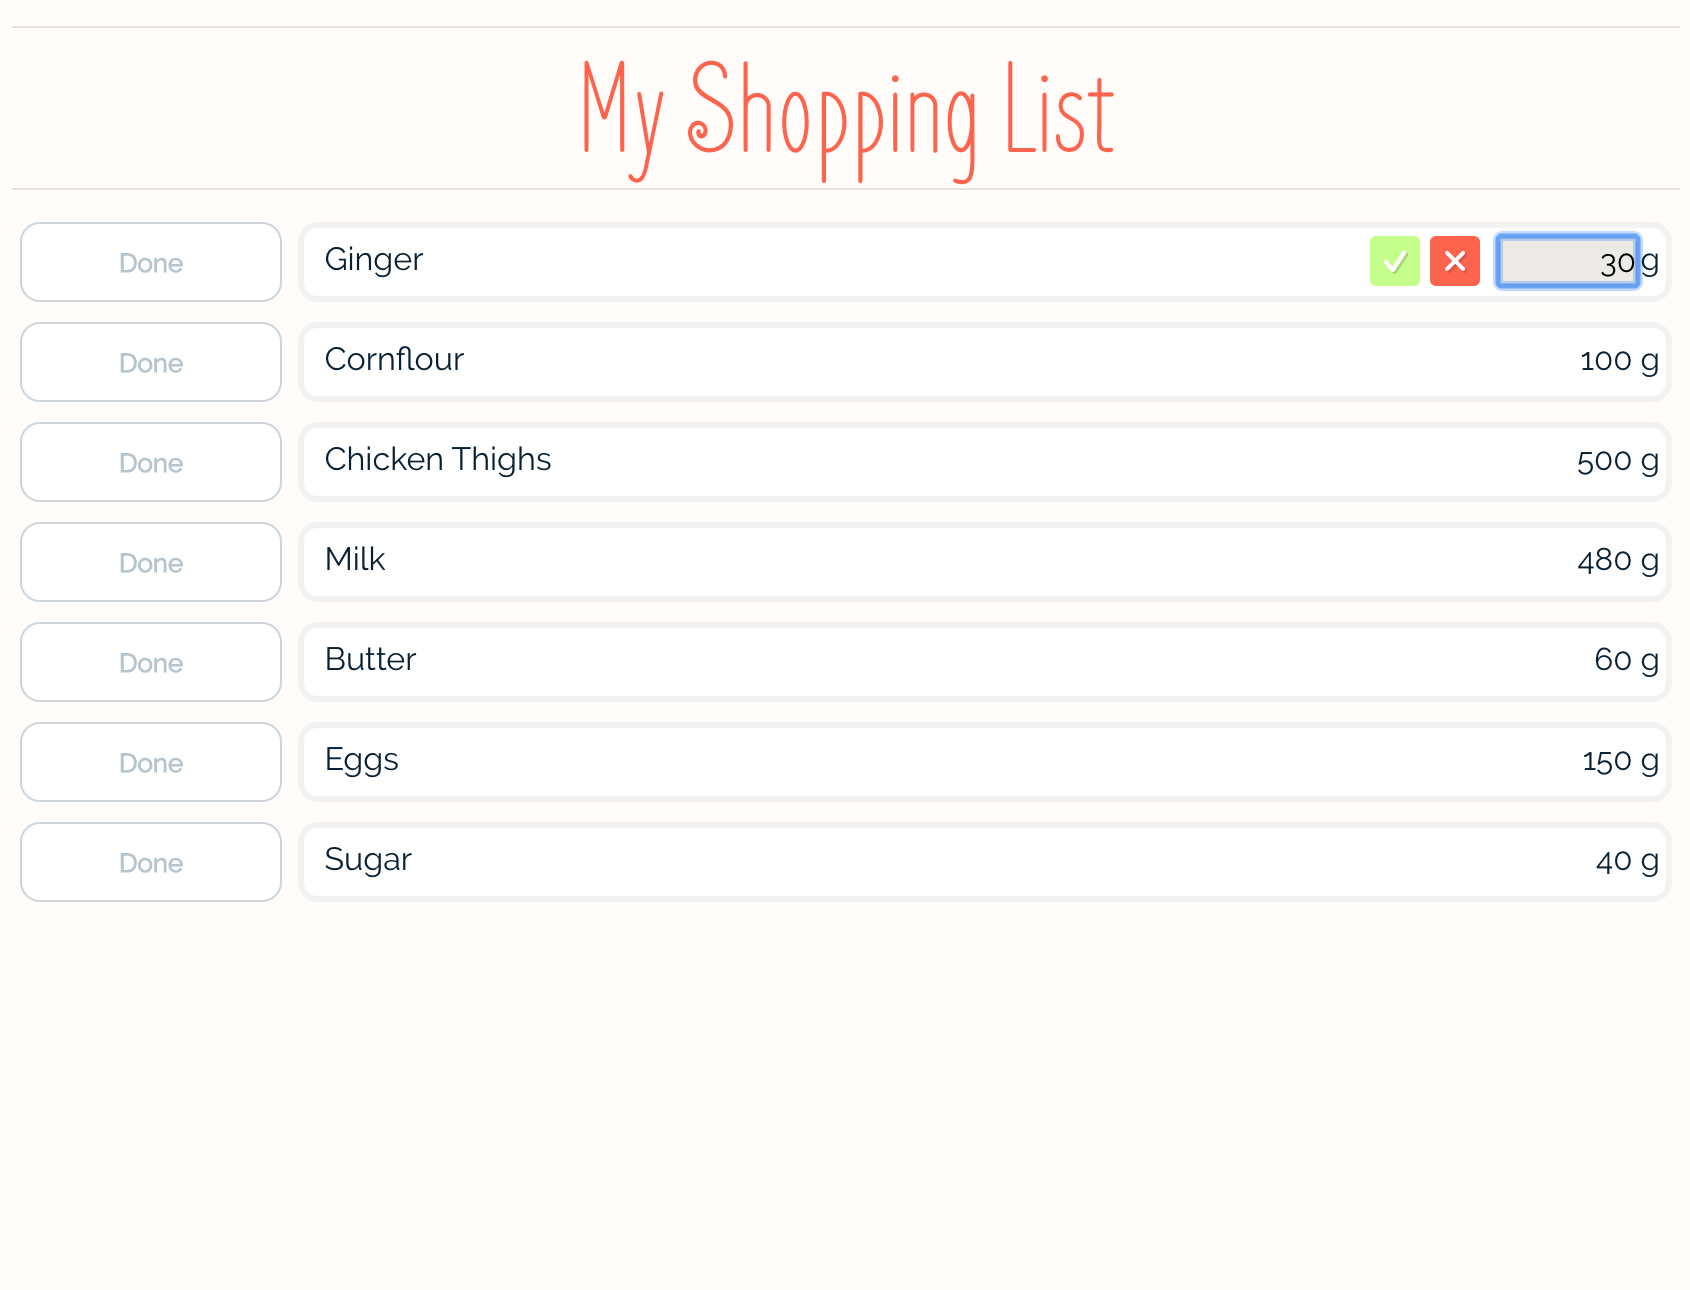 My Shopping List
Done Ginger 30 g
Done Cornflour 100 g
Done Chicken Thighs 500 g
Done Milk 480 g
Done Butter 60 g
Done Eggs 150 g
Done Sugar 40 g